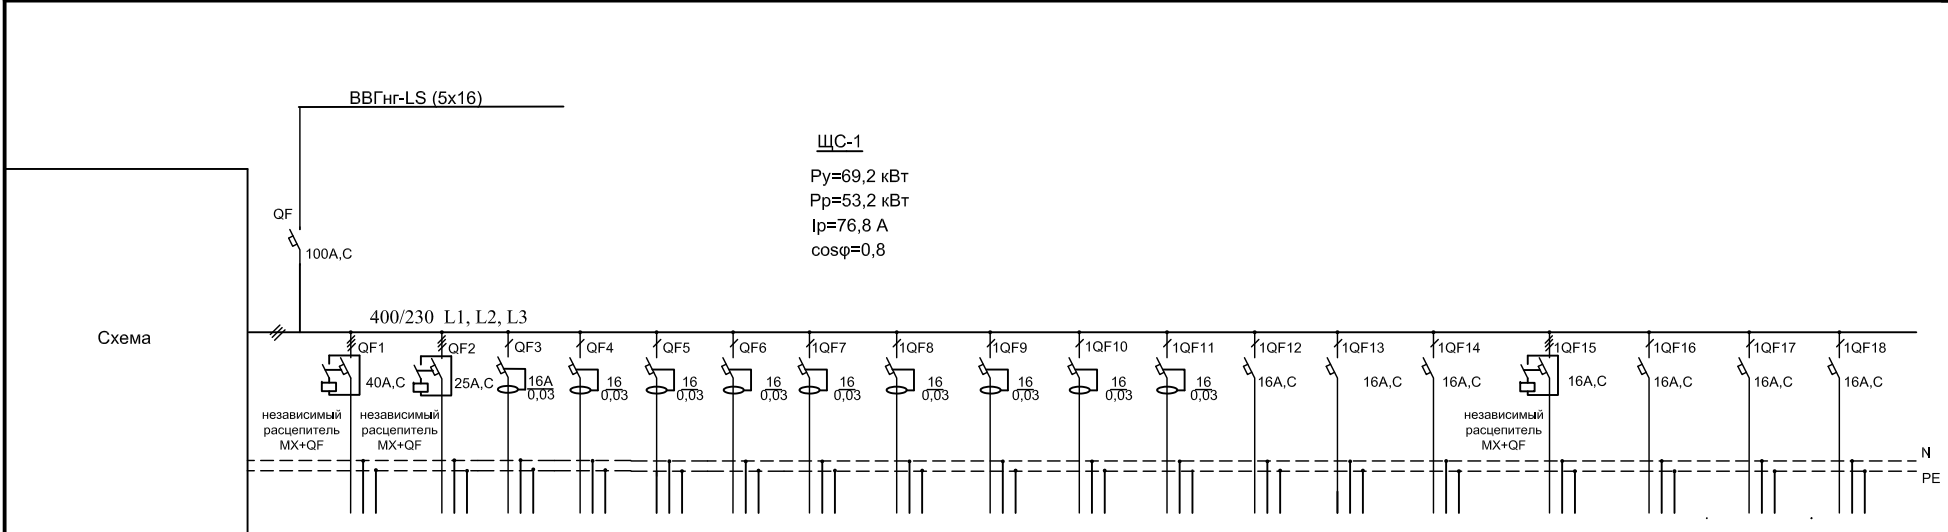 ВВГнг-LS (5х16)
ЩС-1
Ру=69,2 кВт
Рр=53,2 кВт
Iр=76,8 А
cosφ=0,8
QF
100А,С
Схема
400/230 L1, L2, L3
QF1 QF2 QF3 QF4 QF5 QF6 1QF7 1QF8 1QF9 1QF10 1QF11 1QF12 1QF13 1QF14 1QF15 1QF16 1QF17 1QF18
40А,С 25А,С 16А 16 16 16 16 16 16 16 16 16А,С 16А,С 16А,С 16А,С 16А,С 16А,С 16А,С
0,03 0,03 0,03 0,03 0,03 0,03 0,03 0,03 0,03
независимый независимый независимый
расцепитель расцепитель расцепитель
МХ+QF МХ+QF МХ+QF
N
PE